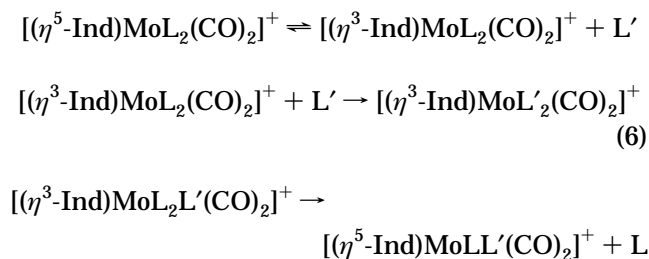 [(η⁵-Ind)MoL₂(CO)₂]⁺ ⇌ [(η³-Ind)MoL₂(CO)₂]⁺ + L′
[(η³-Ind)MoL₂(CO)₂]⁺ + L′ → [(η³-Ind)MoL′₂(CO)₂]⁺
(6)
[(η³-Ind)MoL₂L′(CO)₂]⁺ →
[(η⁵-Ind)MoLL′(CO)₂]⁺ + L